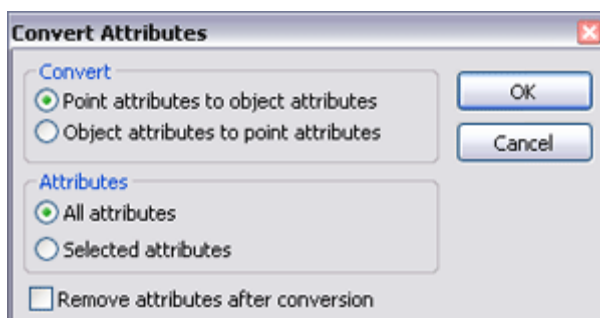 Convert Attributes
Convert
Point attributes to object attributes
Object attributes to point attributes
OK
Cancel
Attributes
All attributes
Selected attributes
Remove attributes after conversion